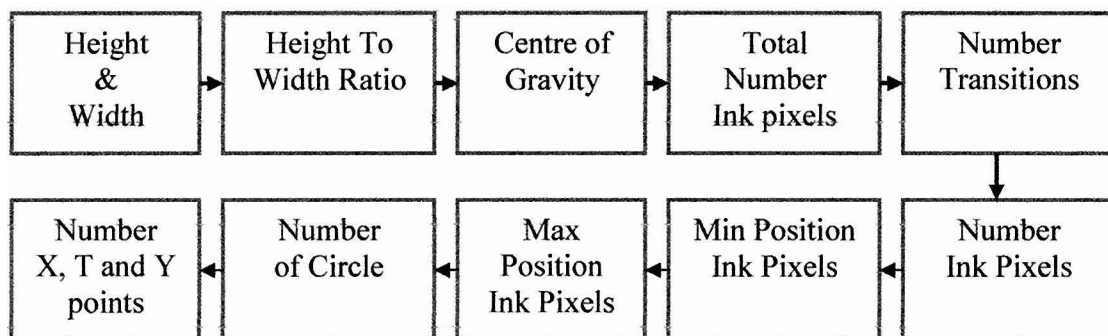 Height
&
Width
Height To
Width Ratio
Centre of
Gravity
Total
Number
Ink pixels
Number
Transitions
Number
Ink Pixels
Min Position
Ink Pixels
Max
Position
Ink Pixels
Number
of Circle
Number
X, T and Y
points